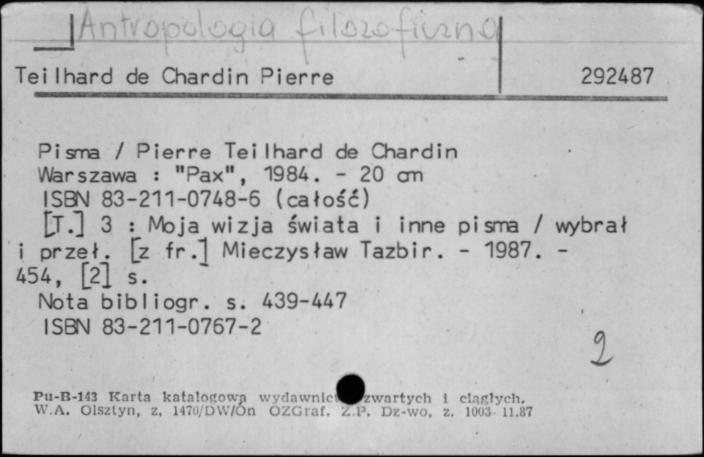 Antropologia filozoficzna
Teilhard de Chardin Pierre 292487
Pisma / Pierre Teilhard de Chardin
Warszawa : "Pax", 1984. - 20 cm
ISBN 83-211-0748-6 (całość)
[T.] 3 : Moja wizja świata i inne pisma / wybrał
i przeł. [z fr.] Mieczysław Tazbir. - 1987. -
454, [2] s.
Nota bibliogr. s. 439-447
ISBN 83-211-0767-2
2
Pu-B-143 Karta katalogowa zwartych i ciągłych.
W.A. Olsztyn, z. 1470/DW/On OZGraf. Z.P. Dz-wo, z. 1003 11.87